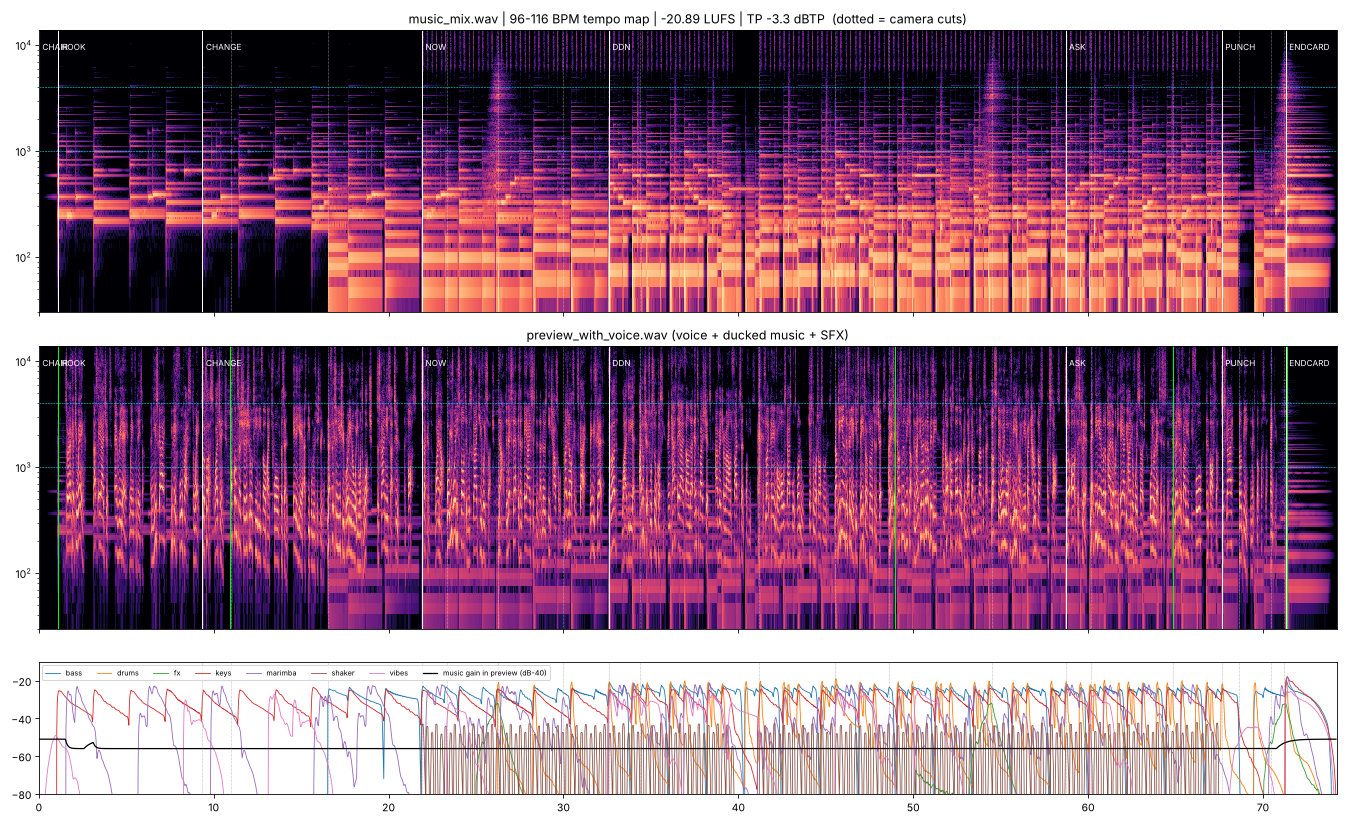 music_mix.wav | 96-116 BPM tempo map | -20.89 LUFS | TP -3.3 dBTP  (dotted = camera cuts)
10⁴
10³
10²
HOOK
CHANGE
NOW
DDN
ASK
PUNCH
ENDCARD
preview_with_voice.wav (voice + ducked music + SFX)
10⁴
10³
10²
HOOK
CHANGE
NOW
DDN
ASK
PUNCH
ENDCARD
−20
−40
−60
−80
bass
drums
fx
keys
marimba
shaker
vibes
music gain in preview (dB-40)
0
10
20
30
40
50
60
70